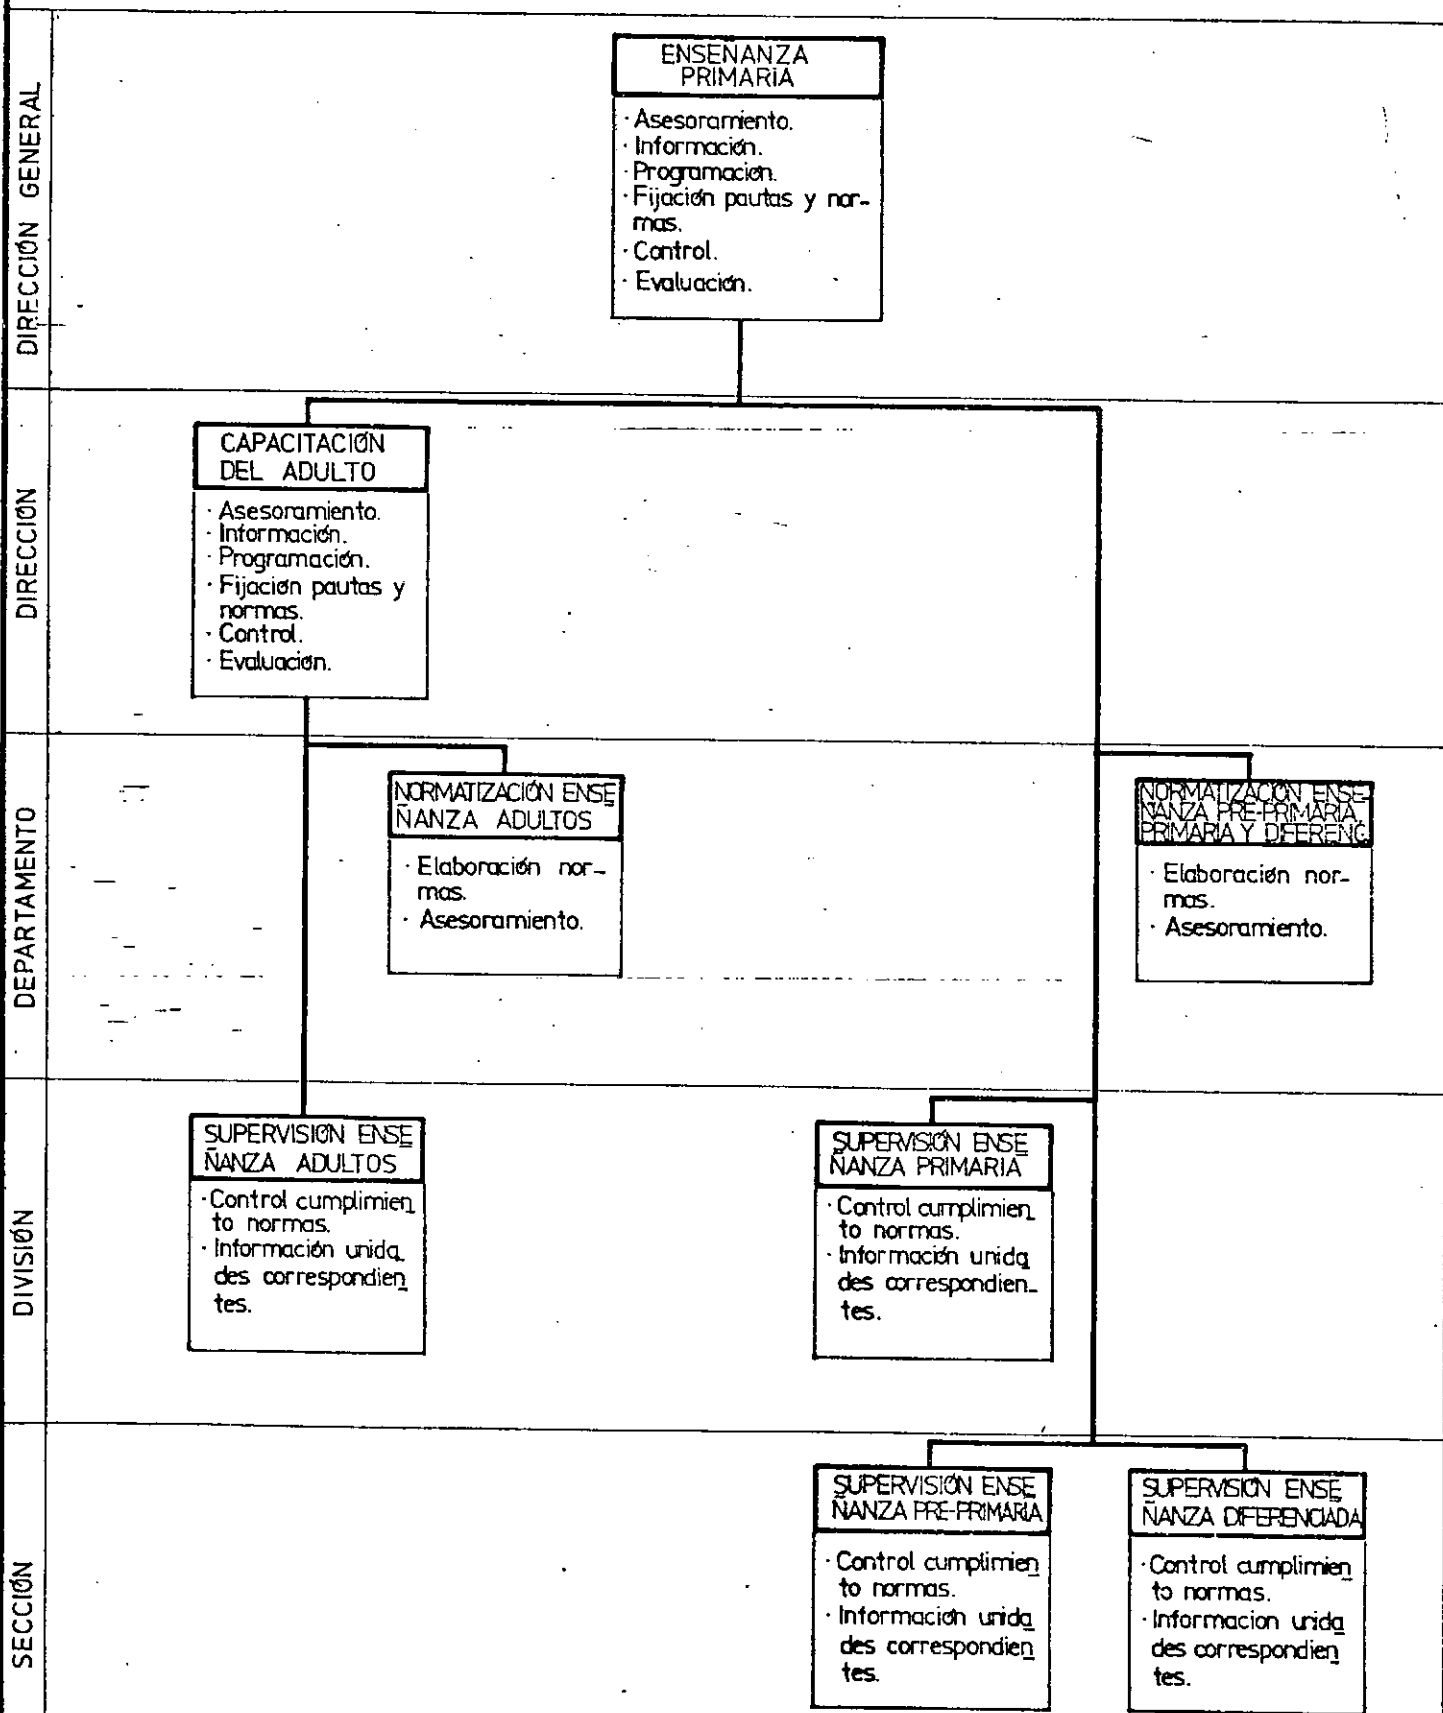 DIRECCIÓN GENERAL
ENSENANZA
PRIMARIA
· Asesoramiento.
· Información.
· Programación.
· Fijación pautas y nor-
mas.
· Control.
· Evaluación.
DIRECCIÓN
CAPACITACIÓN
DEL ADULTO
· Asesoramiento.
· Información.
· Programación.
· Fijación pautas y
normas.
· Control.
· Evaluación.
DEPARTAMENTO
NORMATIZACIÓN ENSE
ÑANZA ADULTOS
· Elaboración nor-
mas.
· Asesoramiento.
NORMATIZACIÓN ENSE
ÑANZA PRE-PRIMARIA,
PRIMARIA Y DIFERENC.
· Elaboración nor-
mas.
· Asesoramiento.
DIVISIÓN
SUPERVISIÓN ENSE
ÑANZA ADULTOS
· Control cumplimien
to normas.
· Información unida
des correspondien
tes.
SUPERVISIÓN ENSE
ÑANZA PRIMARIA
· Control cumplimien
to normas.
· Información unida
des correspondien-
tes.
SECCIÓN
SUPERVISIÓN ENSE
ÑANZA PRE-PRIMARIA
· Control cumplimien
to normas.
· Información unida
des correspondien
tes.
SUPERVISIÓN ENSE
ÑANZA DIFERENCIADA
· Control cumplimien
to normas.
· Informacion unida
des correspondien
tes.